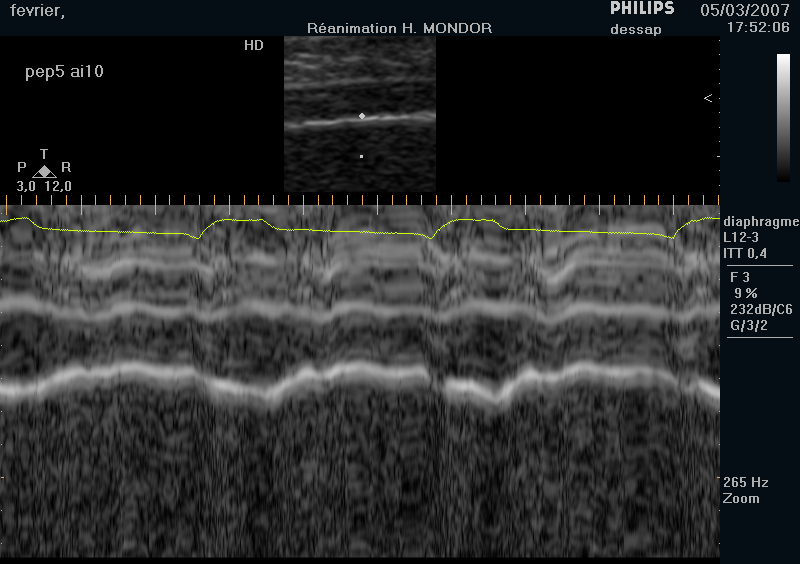 fevrier,
PHILIPS
05/03/2007
Réanimation H. MONDOR
dessap
17:52:06
HD
pep5 ai10
<
T
P R
3,0 12,0
diaphragme
L12-3
ITT 0,4
F 3
9 %
232dB/C6
G/3/2
265 Hz
Zoom